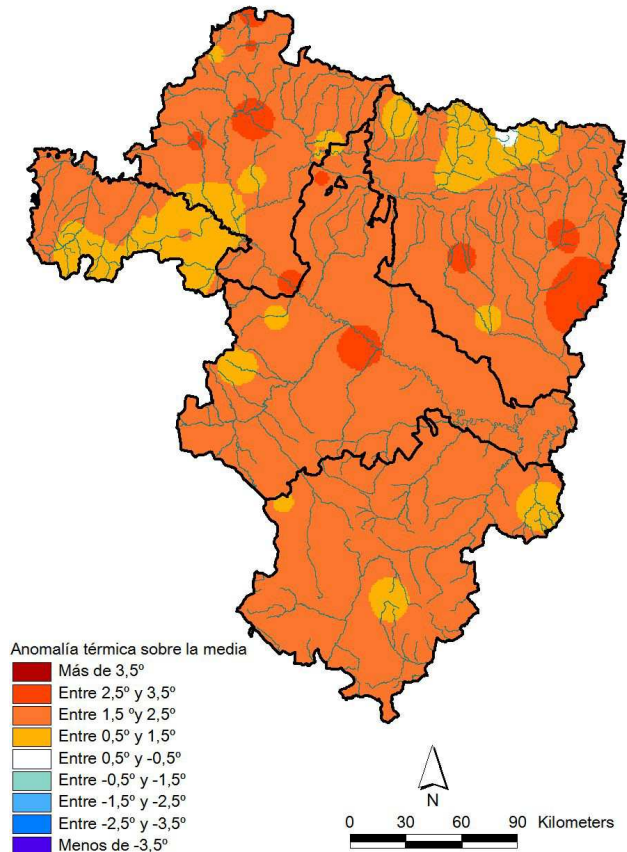 Anomalía térmica sobre la media
Más de 3,5º
Entre 2,5º y 3,5º
Entre 1,5 ºy 2,5º
Entre 0,5º y 1,5º
Entre 0,5º y -0,5º
Entre -0,5º y -1,5º
Entre -1,5º y -2,5º
Entre -2,5º y -3,5º
Menos de -3,5º
N
0 30 60 90 Kilometers